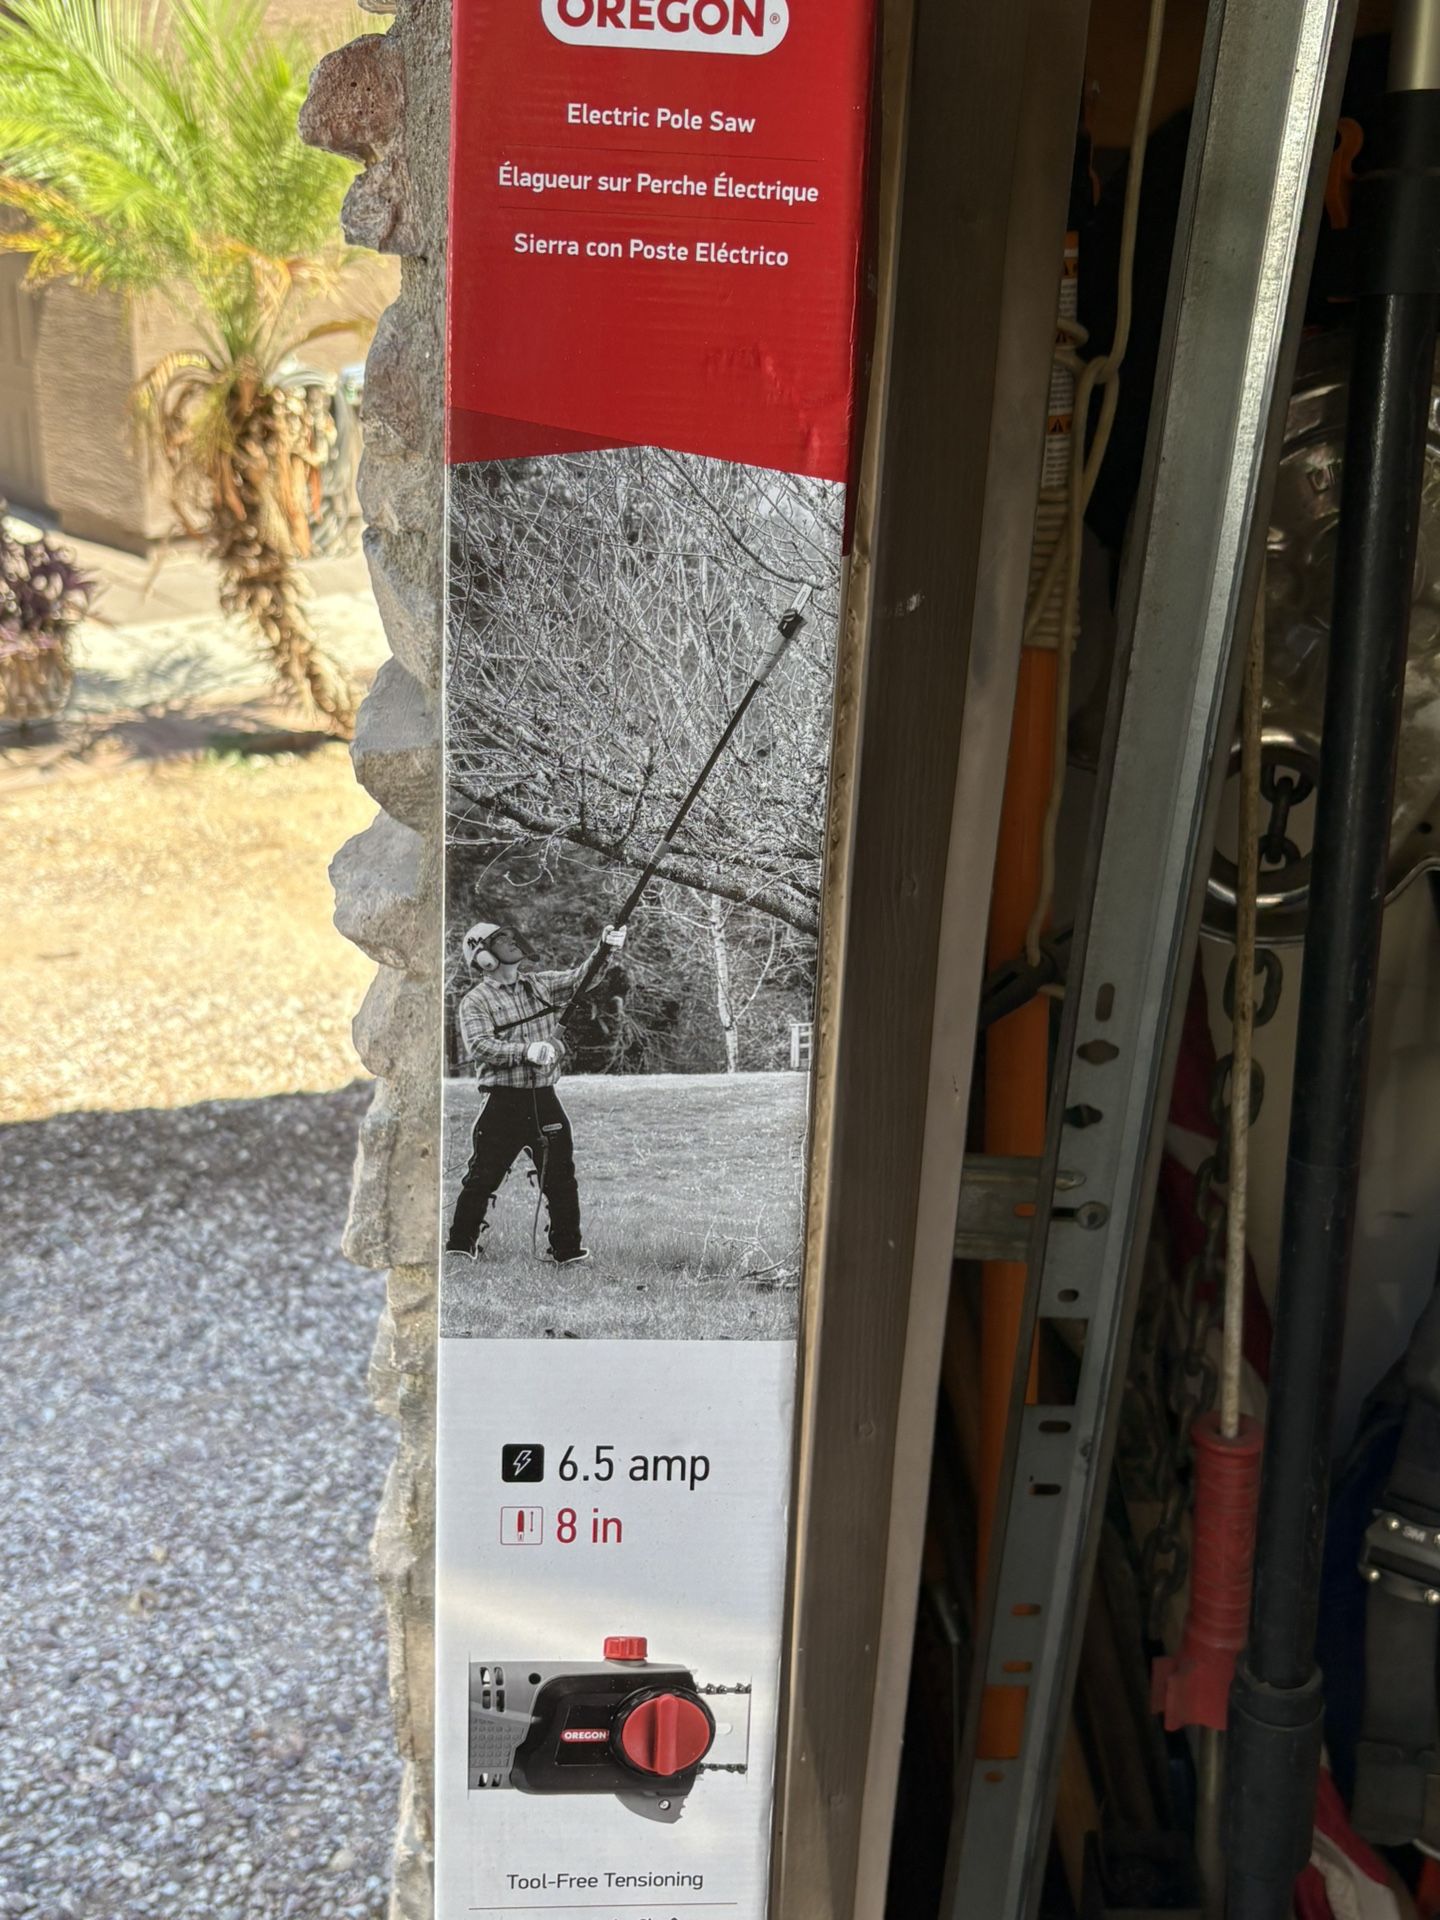 OREGON®
Electric Pole Saw
Élagueur sur Perche Électrique
Sierra con Poste Eléctrico
6.5 amp
8 in
OREGON
Tool-Free Tensioning
3M